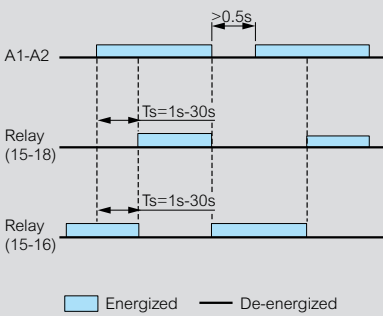 >0.5s
A1-A2
Ts=1s-30s
Relay
(15-18)
Ts=1s-30s
Relay
(15-16)
Energized De-energized